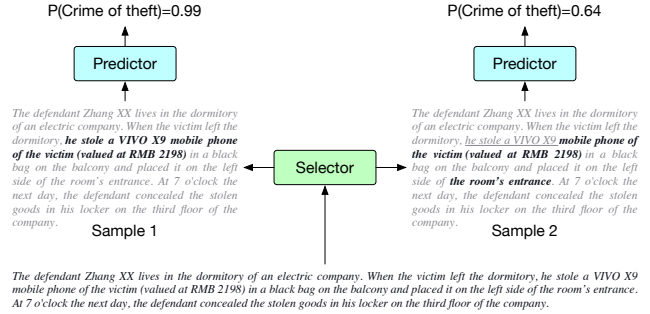 P(Crime of theft)=0.99
Predictor
The defendant Zhang XX lives in the dormitory
of an electric company. When the victim left the
dormitory, he stole a VIVO X9 mobile phone
of the victim (valued at RMB 2198) in a black
bag on the balcony and placed it on the left
side of the room's entrance. At 7 o'clock the
next day, the defendant concealed the stolen
goods in his locker on the third floor of the
company.
Sample 1
Selector
P(Crime of theft)=0.64
Predictor
The defendant Zhang XX lives in the dormitory
of an electric company. When the victim left the
dormitory, he stole a VIVO X9 mobile phone of
the victim (valued at RMB 2198) in a black
bag on the balcony and placed it on the left
side of the room's entrance. At 7 o'clock the
next day, the defendant concealed the stolen
goods in his locker on the third floor of the
company.
Sample 2
The defendant Zhang XX lives in the dormitory of an electric company. When the victim left the dormitory, he stole a VIVO X9
mobile phone of the victim (valued at RMB 2198) in a black bag on the balcony and placed it on the left side of the room's entrance.
At 7 o'clock the next day, the defendant concealed the stolen goods in his locker on the third floor of the company.